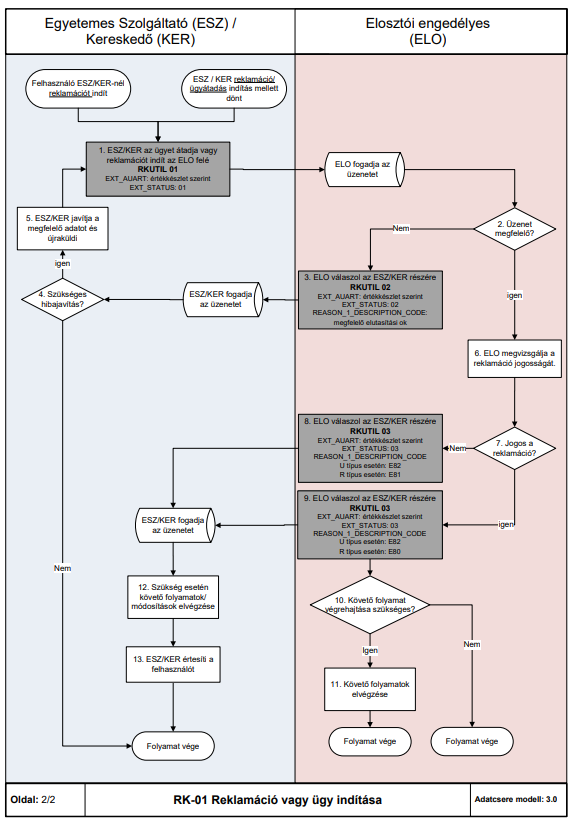 Egyetemes Szolgáltató (ESZ) /
Kereskedő (KER)
Elosztói engedélyes
(ELO)
Felhasználó ESZ/KER-nél
reklamációt indít
ESZ / KER reklamáció/
ügyátadás indítás mellett
dönt
1. ESZ/KER az ügyet átadja vagy
reklamációt indít az ELO felé
RKUTIL 01
EXT_AUART: értékkészlet szerint
EXT_STATUS: 01
ELO fogadja az
üzenetet
2. Üzenet
megfelelő?
Nem
igen
5. ESZ/KER javítja a
megfelelő adatot és
újraküldi
igen
4. Szükséges
hibajavítás?
ESZ/KER fogadja
az üzenetet
3. ELO válaszol az ESZ/KER részére
RKUTIL 02
EXT_AUART: értékkészlet szerint
EXT_STATUS: 02
REASON_1_DESCRIPTION_CODE:
megfelelő elutasítási ok
6. ELO megvizsgálja a
reklamáció jogosságát.
7. Jogos a
reklamáció?
Nem
igen
8. ELO válaszol az ESZ/KER részére
RKUTIL 03
EXT_AUART: értékkészlet szerint
EXT_STATUS: 03
REASON_1_DESCRIPTION_CODE
U típus esetén: E82
R típus esetén: E81
9. ELO válaszol az ESZ/KER részére
RKUTIL 03
EXT_AUART: értékkészlet szerint
EXT_STATUS: 03
REASON_1_DESCRIPTION_CODE
U típus esetén: E82
R típus esetén: E80
ESZ/KER fogadja
az üzenetet
Nem
12. Szükség esetén
követő folyamatok/
módosítások elvégzése
10. Követő folyamat
végrehajtása szükséges?
Igen
Nem
13. ESZ/KER értesíti a
felhasználót
11. Követő folyamatok
elvégzése
Folyamat vége
Folyamat vége
Folyamat vége
Oldal: 2/2
RK-01 Reklamáció vagy ügy indítása
Adatcsere modell: 3.0